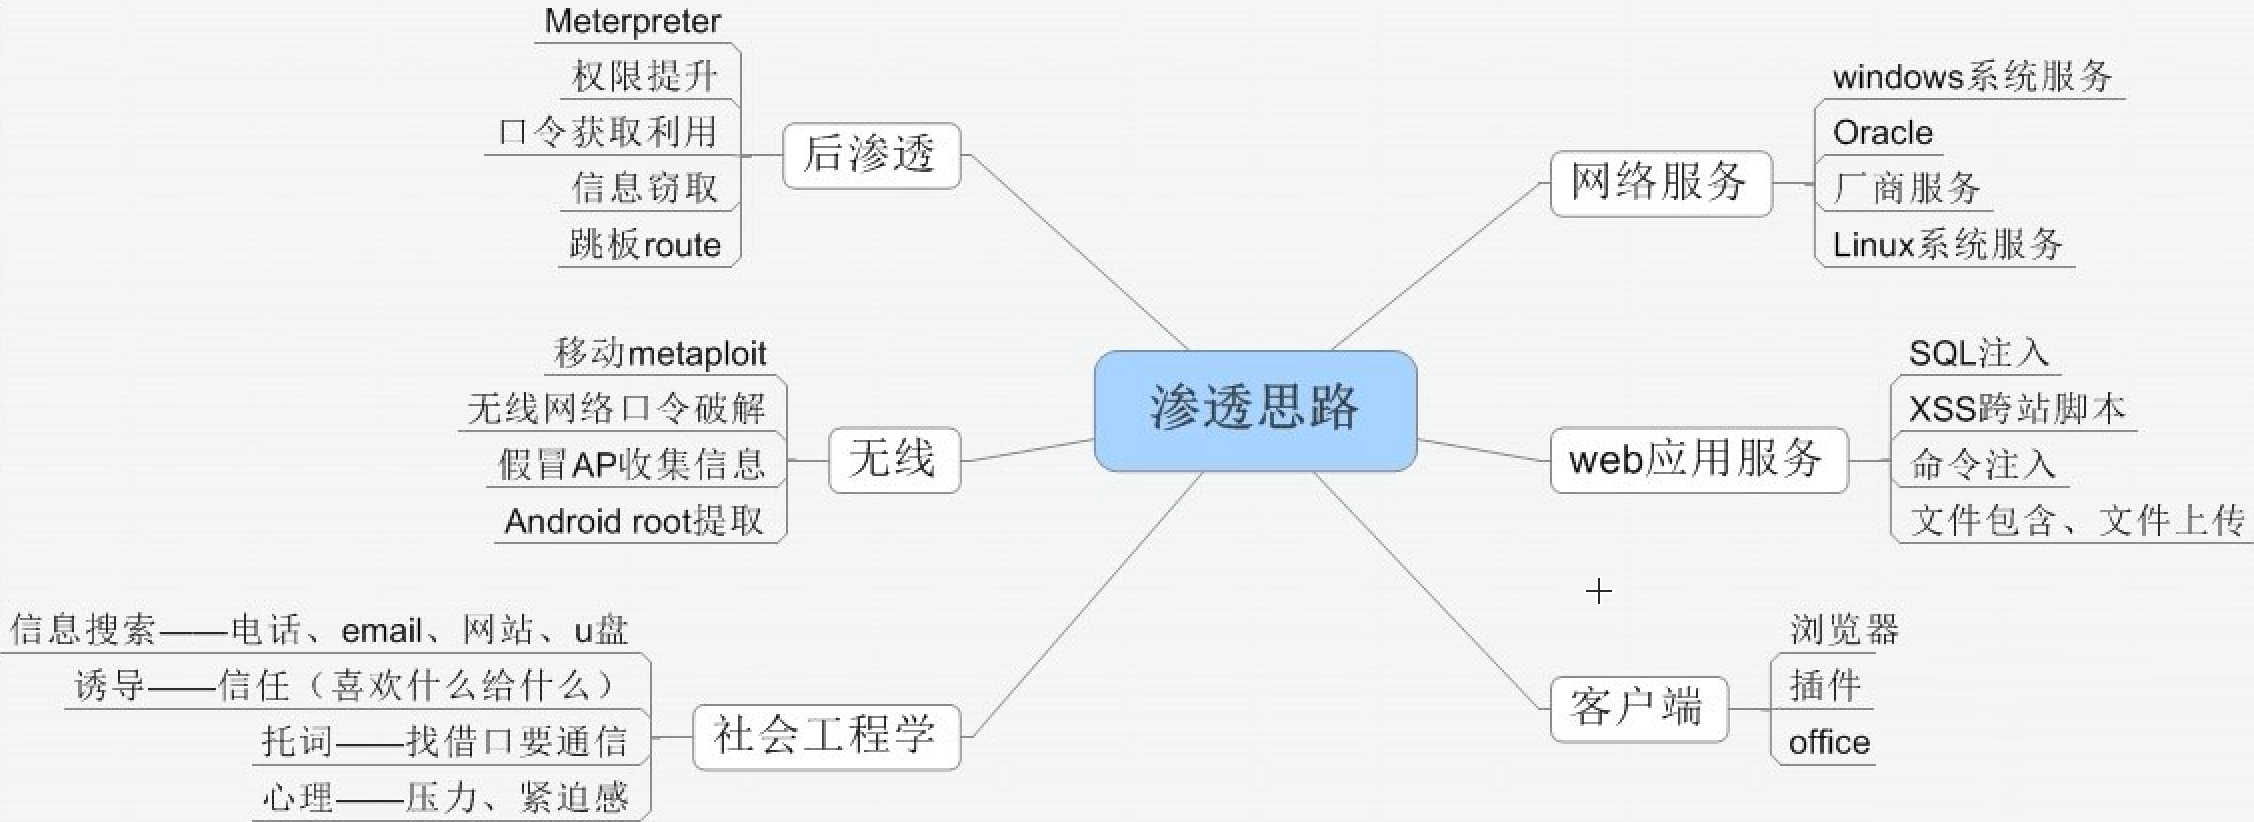 渗透思路
网络服务
windows系统服务
Oracle
厂商服务
Linux系统服务
web应用服务
SQL注入
XSS跨站脚本
命令注入
文件包含、文件上传
客户端
浏览器
插件
office
后渗透
Meterpreter
权限提升
口令获取利用
信息窃取
跳板route
无线
移动metaploit
无线网络口令破解
假冒AP收集信息
Android root提取
社会工程学
信息搜索——电话、email、网站、u盘
诱导——信任（喜欢什么给什么）
托词——找借口要通信
心理——压力、紧迫感